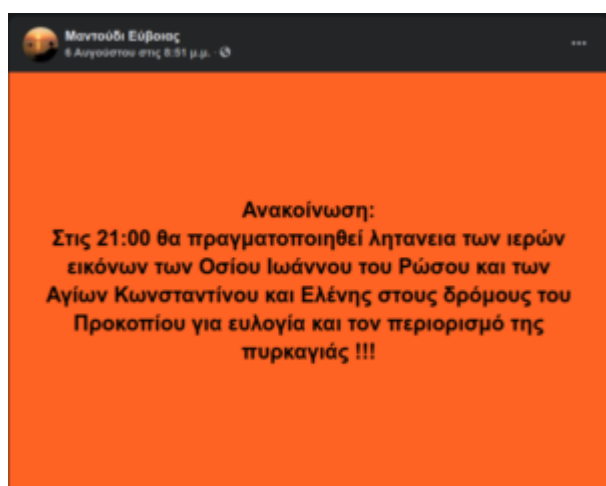 Μαντούδι Εύβοιας
6 Αυγούστου στις 8:51 μ.μ. ·
Ανακοίνωση:
Στις 21:00 θα πραγματοποιηθεί λητανεια των ιερών
εικόνων των Οσίου Ιωάννου του Ρώσου και των
Αγίων Κωνσταντίνου και Ελένης στους δρόμους του
Προκοπίου για ευλογία και τον περιορισμό της
πυρκαγιάς !!!